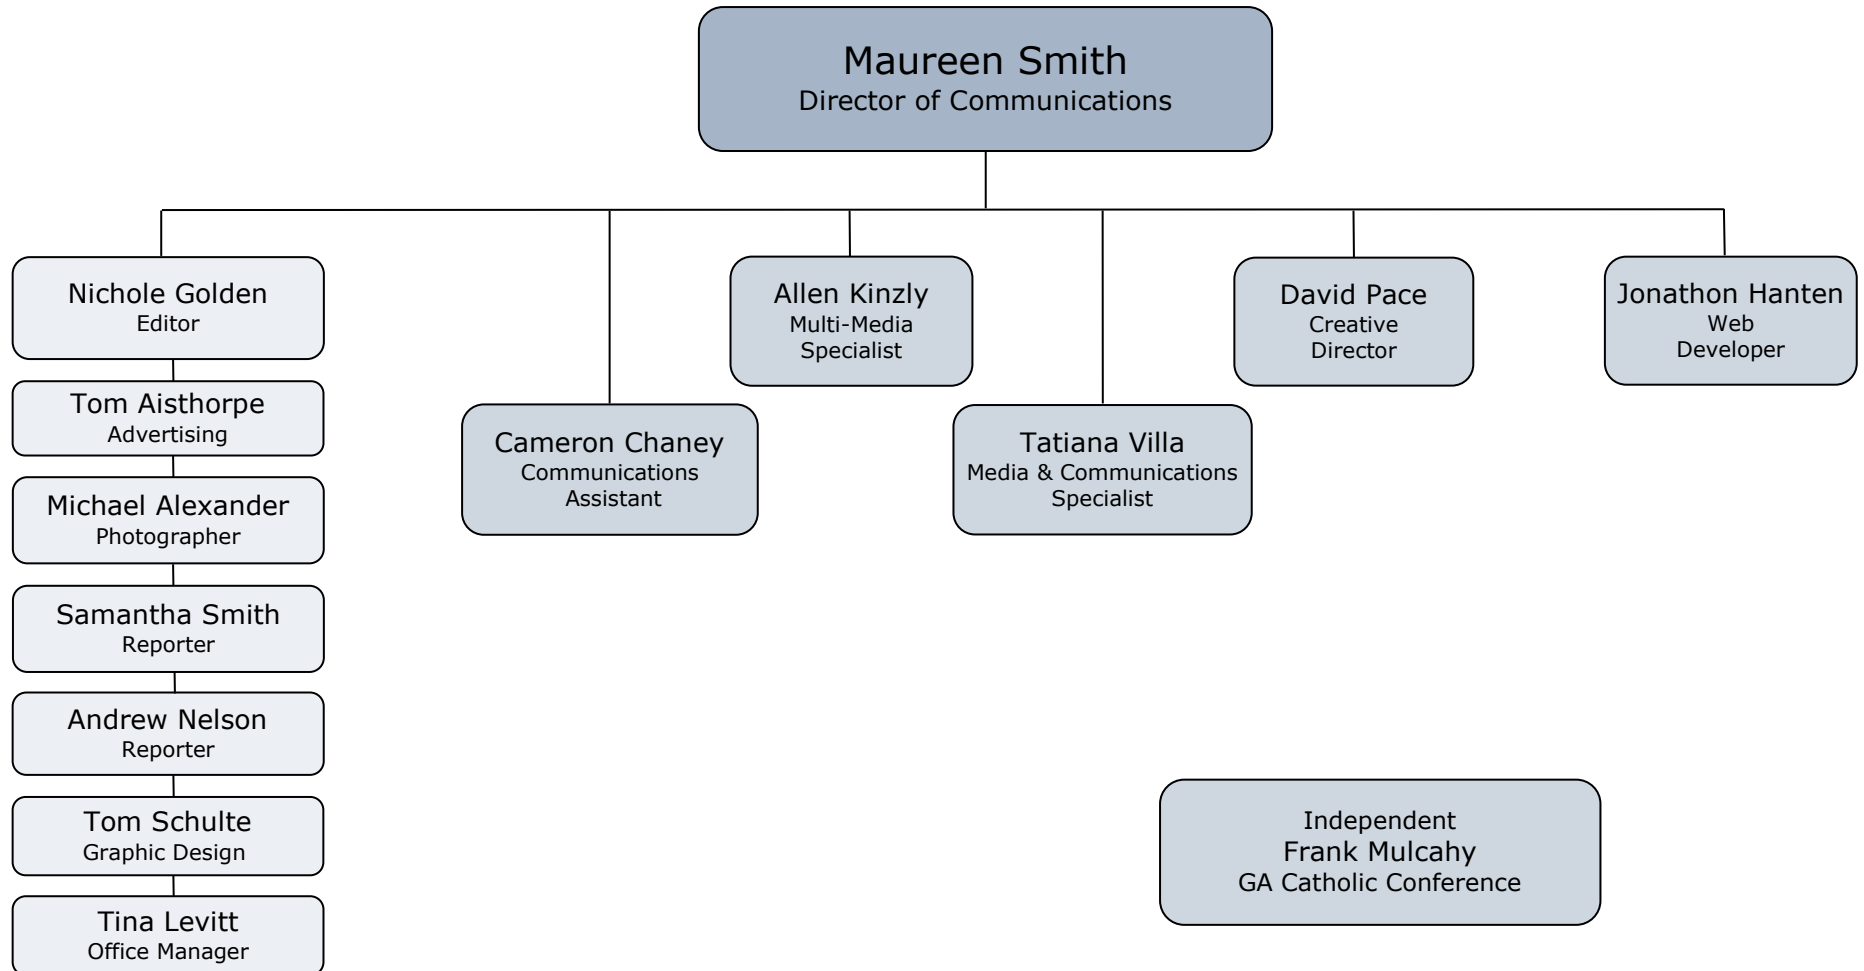 Maureen Smith
Director of Communications
Nichole Golden
Editor
Tom Aisthorpe
Advertising
Michael Alexander
Photographer
Samantha Smith
Reporter
Andrew Nelson
Reporter
Tom Schulte
Graphic Design
Tina Levitt
Office Manager
Cameron Chaney
Communications
Assistant
Allen Kinzly
Multi-Media
Specialist
Tatiana Villa
Media & Communications
Specialist
David Pace
Creative
Director
Jonathon Hanten
Web
Developer
Independent
Frank Mulcahy
GA Catholic Conference